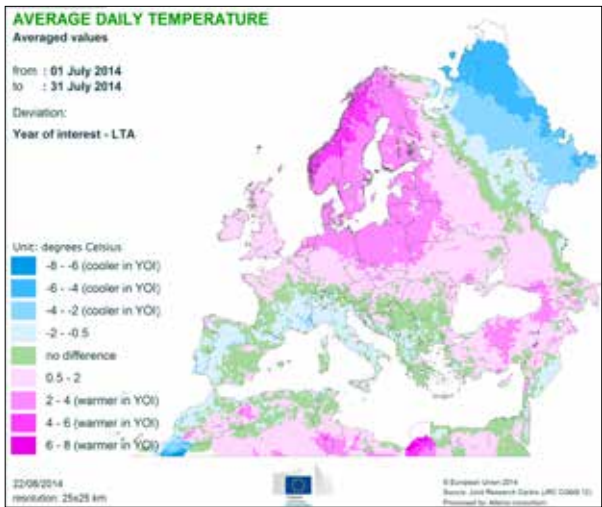 AVERAGE DAILY TEMPERATURE
Averaged values
from : 01 July 2014
to : 31 July 2014
Deviation:
Year of interest - LTA
Unit: degrees Celsius
-8 - -6 (cooler in YOI)
-6 - -4 (cooler in YOI)
-4 - -2 (cooler in YOI)
-2 - -0.5
no difference
0.5 - 2
2 - 4 (warmer in YOI)
4 - 6 (warmer in YOI)
6 - 8 (warmer in YOI)
22/08/2014
resolution: 25x25 km
© European Union 2014
Source: Joint Research Centre
Processed by: Alterra consortium